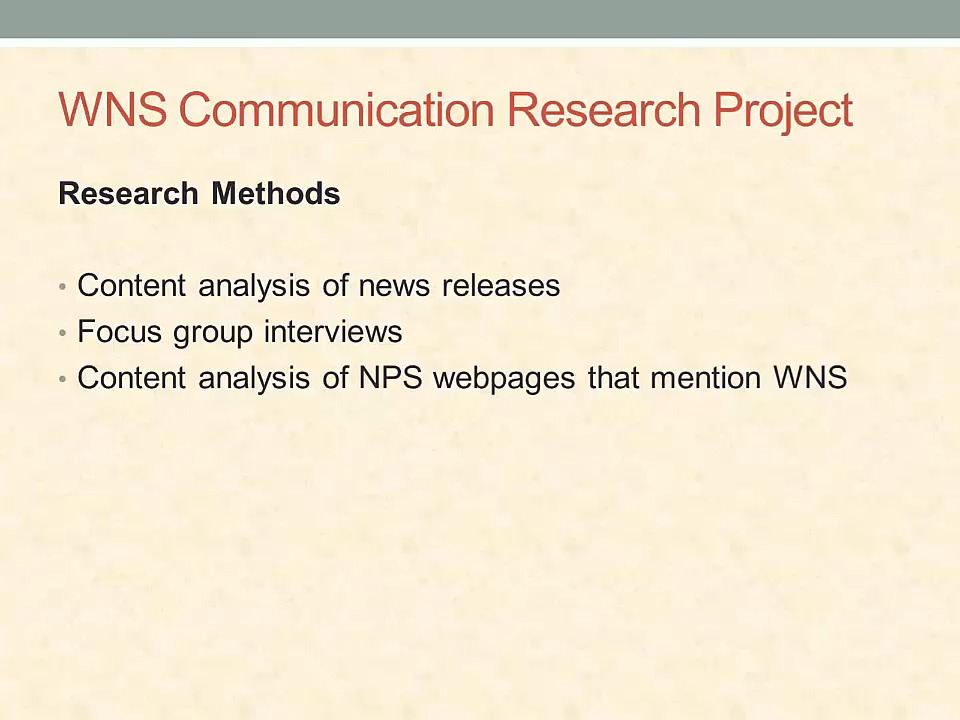 WNS Communication Research Project
Research Methods
• Content analysis of news releases
• Focus group interviews
• Content analysis of NPS webpages that mention WNS